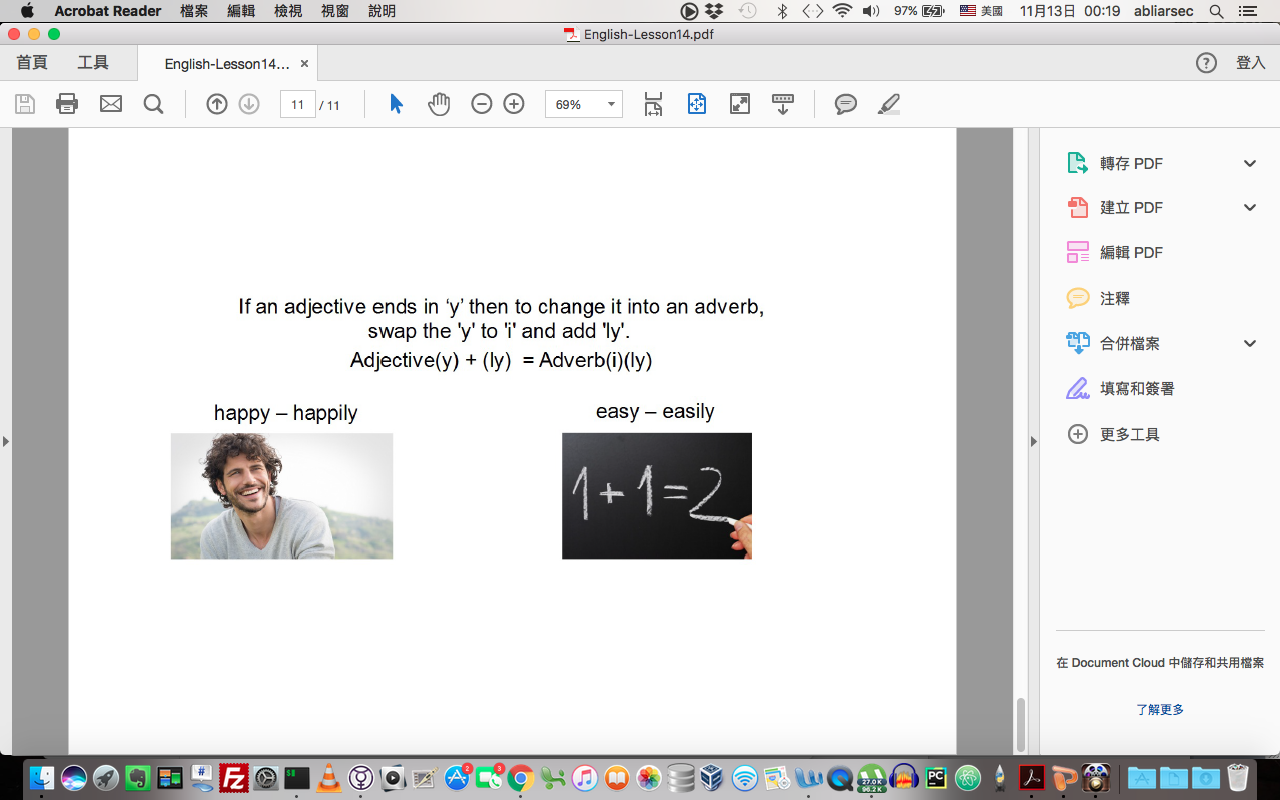 Acrobat Reader 檔案 編輯 檢視 視窗 說明 97% 美國 11月13日 00:19 abliarsec
English-Lesson14.pdf
首頁 工具 English-Lesson14... × ? 登入
11 / 11 69%
轉存 PDF
建立 PDF
編輯 PDF
注釋
合併檔案
填寫和簽署
更多工具
If an adjective ends in ‘y’ then to change it into an adverb,
swap the 'y' to 'i' and add 'ly'.
Adjective(y) + (ly) = Adverb(i)(ly)
happy – happily easy – easily
1+1=2
在 Document Cloud 中儲存和共用檔案
了解更多
# Fz $$ 2 3 27.0K PC
96.2K